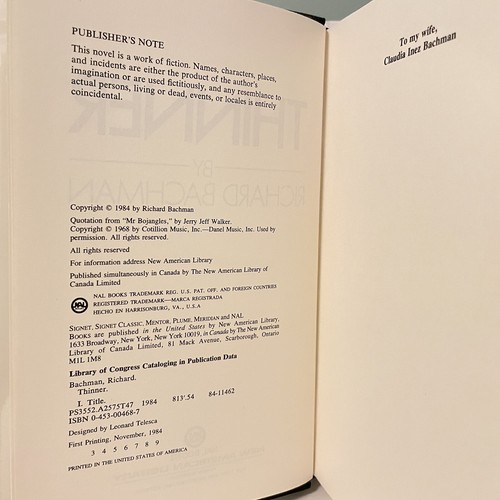 PUBLISHER'S NOTE
This novel is a work of fiction. Names, characters, places,
and incidents are either the product of the author's
imagination or are used fictitiously, and any resemblance to
actual persons, living or dead, events, or locales is entirely
coincidental.
THINNER
BY
RICHARD BACHMAN
Copyright © 1984 by Richard Bachman
Quotation from "Mr Bojangles," by Jerry Jeff Walker.
Copyright © 1968 by Cotillion Music, Inc.—Danel Music, Inc. Used by
permission. All rights reserved.
All rights reserved
For information address New American Library
Published simultaneously in Canada by The New American Library of
Canada Limited
NAL
NAL BOOKS TRADEMARK REG. U.S. PAT. OFF. AND FOREIGN COUNTRIES
REGISTERED TRADEMARK—MARCA REGISTRADA
HECHO EN HARRISONBURG, VA., U.S.A
SIGNET, SIGNET CLASSIC, MENTOR, PLUME, MERIDIAN and NAL
BOOKS are published in the United States by New American Library,
1633 Broadway, New York, New York 10019, in Canada by The New American
Library of Canada Limited, 81 Mack Avenue, Scarborough, Ontario
M1L 1M8
Library of Congress Cataloging in Publication Data
Bachman, Richard.
Thinner.
I. Title.
PS3552.A2575T47 1984 813'.54 84-11462
ISBN 0-453-00468-7
Designed by Leonard Telesca
First Printing, November, 1984
3 4 5 6 7 8 9
PRINTED IN THE UNITED STATES OF AMERICA
To my wife,
Claudia Inez Bachman